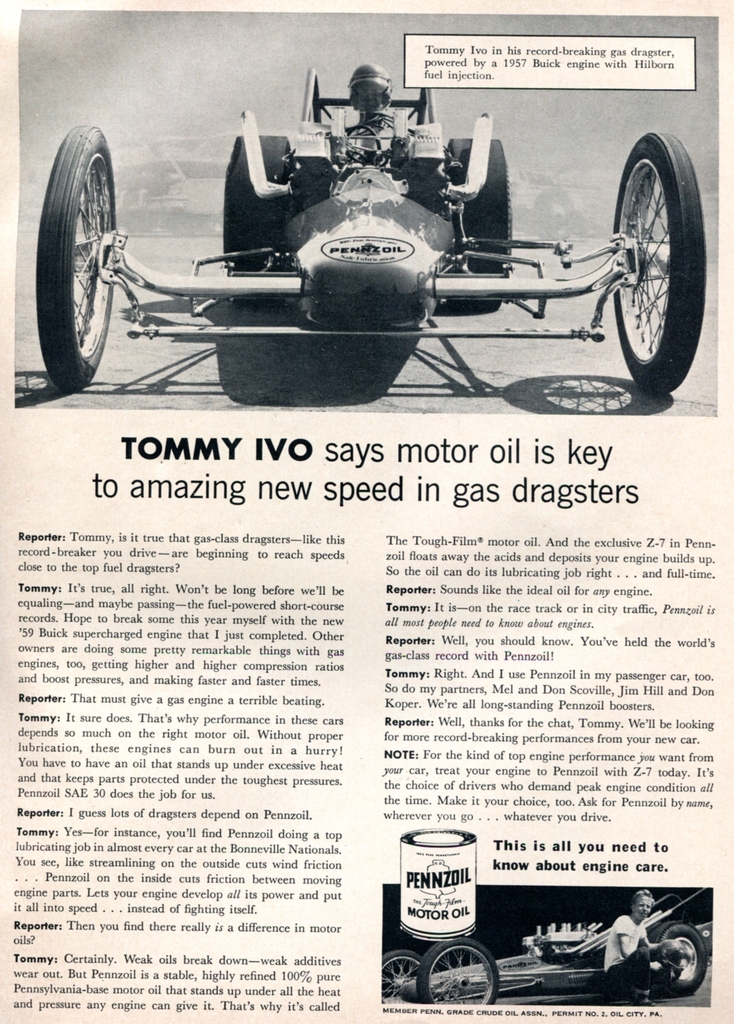 Tommy Ivo in his record-breaking gas dragster,
powered by a 1957 Buick engine with Hilborn
fuel injection.
PENNZOIL
Safe Lubrication
TOMMY IVO says motor oil is key
to amazing new speed in gas dragsters
Reporter: Tommy, is it true that gas-class dragsters—like this
record-breaker you drive—are beginning to reach speeds
close to the top fuel dragsters?
Tommy: It's true, all right. Won't be long before we'll be
equaling—and maybe passing—the fuel-powered short-course
records. Hope to break some this year myself with the new
'59 Buick supercharged engine that I just completed. Other
owners are doing some pretty remarkable things with gas
engines, too, getting higher and higher compression ratios
and boost pressures, and making faster and faster times.
Reporter: That must give a gas engine a terrible beating.
Tommy: It sure does. That's why performance in these cars
depends so much on the right motor oil. Without proper
lubrication, these engines can burn out in a hurry!
You have to have an oil that stands up under excessive heat
and that keeps parts protected under the toughest pressures.
Pennzoil SAE 30 does the job for us.
Reporter: I guess lots of dragsters depend on Pennzoil.
Tommy: Yes—for instance, you'll find Pennzoil doing a top
lubricating job in almost every car at the Bonneville Nationals.
You see, like streamlining on the outside cuts wind friction
. . . Pennzoil on the inside cuts friction between moving
engine parts. Lets your engine develop all its power and put
it all into speed . . . instead of fighting itself.
Reporter: Then you find there really is a difference in motor
oils?
Tommy: Certainly. Weak oils break down—weak additives
wear out. But Pennzoil is a stable, highly refined 100% pure
Pennsylvania-base motor oil that stands up under all the heat
and pressure any engine can give it. That's why it's called
The Tough-Film® motor oil. And the exclusive Z-7 in Penn-
zoil floats away the acids and deposits your engine builds up.
So the oil can do its lubricating job right . . . and full-time.
Reporter: Sounds like the ideal oil for any engine.
Tommy: It is—on the race track or in city traffic, Pennzoil is
all most people need to know about engines.
Reporter: Well, you should know. You've held the world's
gas-class record with Pennzoil!
Tommy: Right. And I use Pennzoil in my passenger car, too.
So do my partners, Mel and Don Scoville, Jim Hill and Don
Koper. We're all long-standing Pennzoil boosters.
Reporter: Well, thanks for the chat, Tommy. We'll be looking
for more record-breaking performances from your new car.
NOTE: For the kind of top engine performance you want from
your car, treat your engine to Pennzoil with Z-7 today. It's
the choice of drivers who demand peak engine condition all
the time. Make it your choice, too. Ask for Pennzoil by name,
wherever you go . . . whatever you drive.
This is all you need to
know about engine care.
PENNZOIL
THE Tough-Film
MOTOR OIL
MEMBER PENN. GRADE CRUDE OIL ASSN., PERMIT NO. 2, OIL CITY, PA.